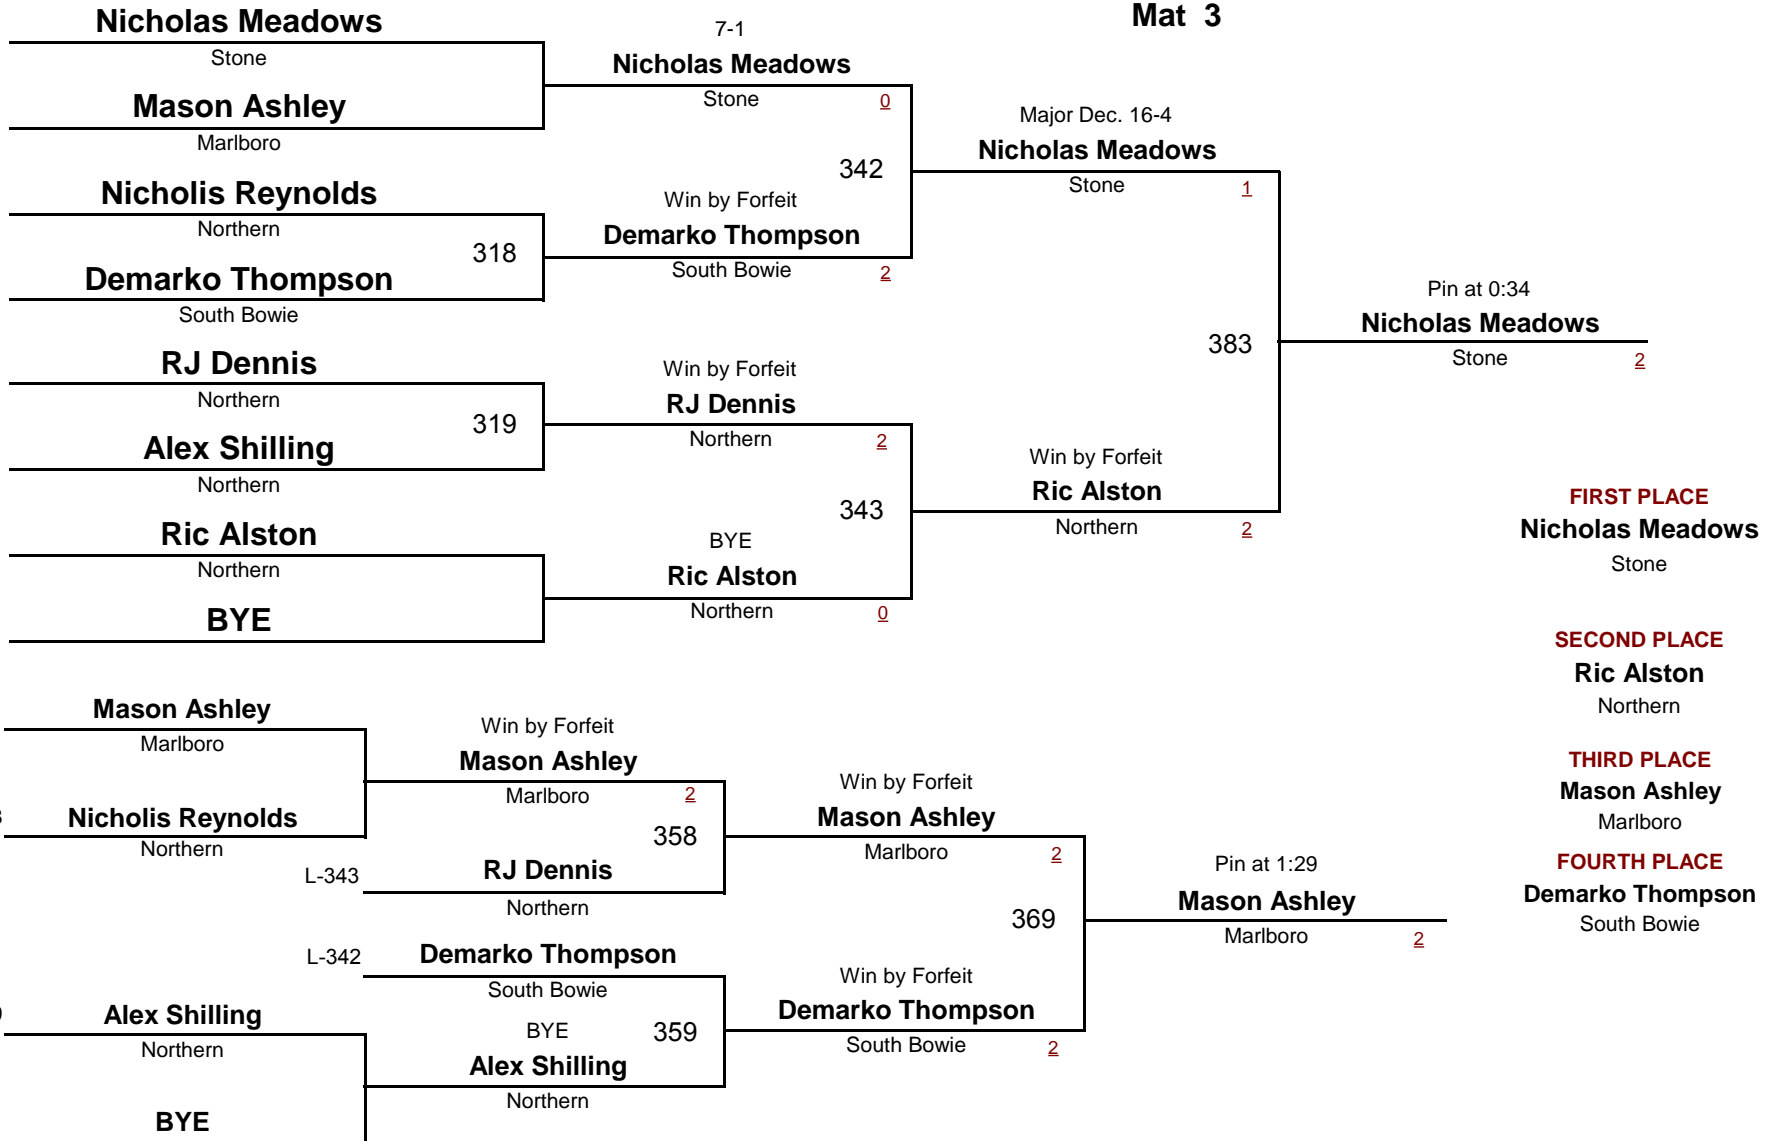 Mat 3
Nicholas Meadows
Stone
Mason Ashley
Marlboro
Nicholis Reynolds
Northern
318
Demarko Thompson
South Bowie
RJ Dennis
Northern
319
Alex Shilling
Northern
Ric Alston
Northern
BYE
7-1
Nicholas Meadows
Stone 0
342
Win by Forfeit
Demarko Thompson
South Bowie 2
Win by Forfeit
RJ Dennis
Northern 2
343
BYE
Ric Alston
Northern 0
Major Dec. 16-4
Nicholas Meadows
Stone 1
383
Win by Forfeit
Ric Alston
Northern 2
Pin at 0:34
Nicholas Meadows
Stone 2
FIRST PLACE
Nicholas Meadows
Stone
SECOND PLACE
Ric Alston
Northern
THIRD PLACE
Mason Ashley
Marlboro
FOURTH PLACE
Demarko Thompson
South Bowie
Mason Ashley
Marlboro
Nicholis Reynolds
Northern
Alex Shilling
Northern
BYE
Win by Forfeit
Mason Ashley
Marlboro 2
358
L-343 RJ Dennis
Northern
L-342 Demarko Thompson
South Bowie
BYE 359
Alex Shilling
Northern
Win by Forfeit
Mason Ashley
Marlboro 2
369
Win by Forfeit
Demarko Thompson
South Bowie 2
Pin at 1:29
Mason Ashley
Marlboro 2